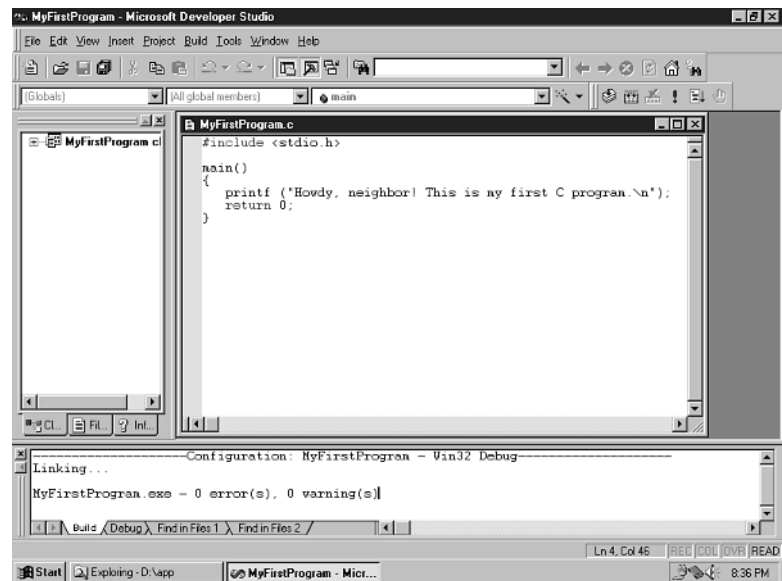 MyFirstProgram - Microsoft Developer Studio
File Edit View Insert Project Build Tools Window Help
(Globals) (All global members) main
MyFirstProgram cl
MyFirstProgram.c
#include <stdio.h>
main()
{
printf ("Howdy, neighbor! This is my first C program.\n");
return 0;
}
Cl... Fil... Inf...
--------------------Configuration: MyFirstProgram - Win32 Debug--------------------
Linking...
MyFirstProgram.exe - 0 error(s), 0 warning(s)
Build Debug Find in Files 1 Find in Files 2
Ln 4, Col 46 REC COL OVR READ
Start Exploring - D:\app MyFirstProgram - Micr... 8:36 PM